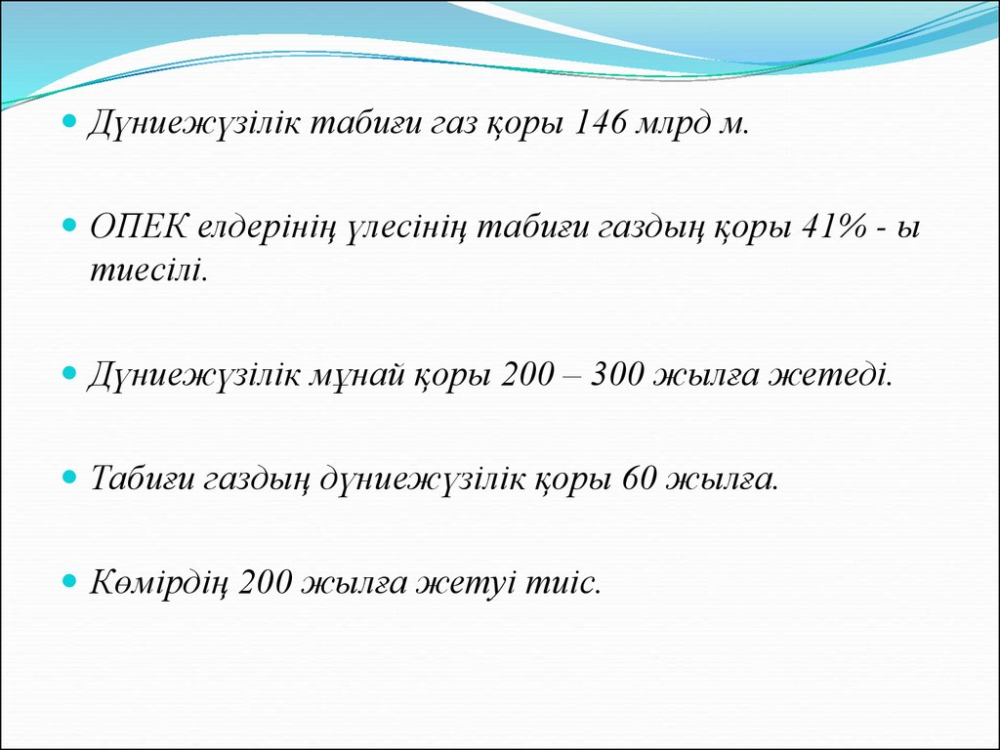 • Дүниежүзілік табиғи газ қоры 146 млрд м.
• ОПЕК елдерінің үлесінің табиғи газдың қоры 41% - ы
тиесілі.
• Дүниежүзілік мұнай қоры 200 – 300 жылға жетеді.
• Табиғи газдың дүниежүзілік қоры 60 жылға.
• Көмірдің 200 жылға жетуі тиіс.